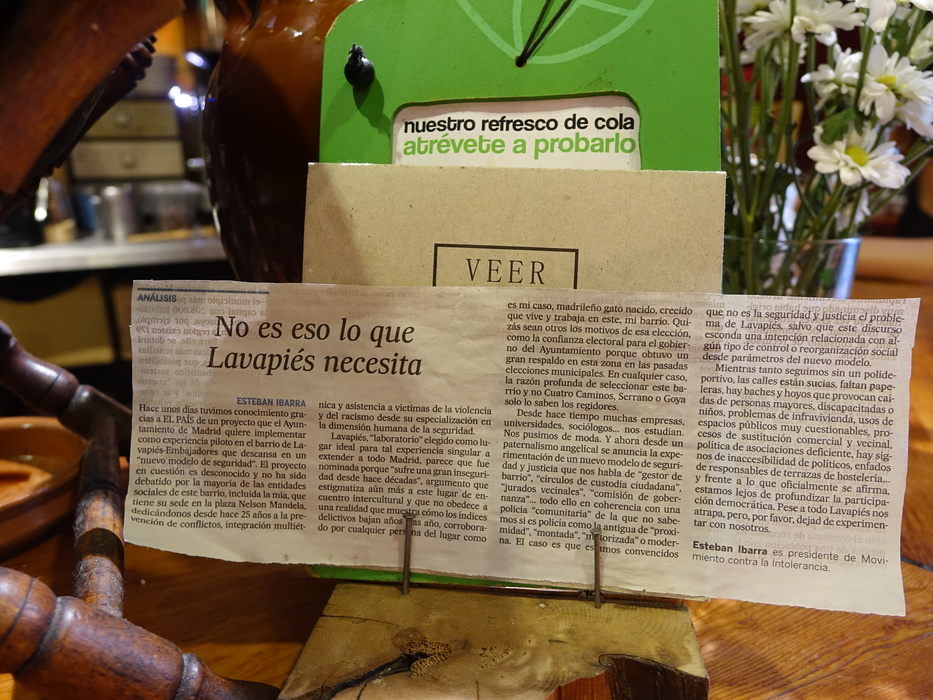 nuestro refresco de cola
atrévete a probarlo
VEER
ANÁLISIS
No es eso lo que
Lavapiés necesita
ESTEBAN IBARRA
Hace unos días tuvimos conocimiento gra-
cias a EL PAÍS de un proyecto que el Ayun-
tamiento de Madrid quiere implementar
como experiencia piloto en el barrio de La-
vapiés-Embajadores que descansa en un
"nuevo modelo de seguridad". El proyecto
en cuestión es desconocido y no ha sido
debatido por la mayoría de las entidades
sociales de este barrio, incluida la mía, que
tiene su sede en la plaza Nelson Mandela,
dedicándonos desde hace 25 años a la pre-
vención de conflictos, integración multiét-
nica y asistencia a víctimas de la violencia
y del racismo desde su especialización en
la dimensión humana de la seguridad.
Lavapiés, "laboratorio" elegido como lu-
gar ideal para tal experiencia singular a
extender a todo Madrid, parece que fue
nominada porque "sufre una gran inseguri-
dad desde hace décadas", argumento que
estigmatiza aún más a este lugar de en-
cuentro intercultural y que no obedece a
una realidad que muestra cómo los índices
delictivos bajan años tras año, corrobora-
do por cualquier persona del lugar como
es mi caso, madrileño gato nacido, crecido
que vive y trabaja en este, mi barrio. Qui-
zás sean otros los motivos de esa elección,
como la confianza electoral para el gobier-
no del Ayuntamiento porque obtuvo un
gran respaldo en esta zona en las pasadas
elecciones municipales. En cualquier caso,
la razón profunda de seleccionar este ba-
rrio y no Cuatro Caminos, Serrano o Goya
solo lo saben los regidores.
Desde hace tiempo muchas empresas,
universidades, sociólogos... nos estudian.
Nos pusimos de moda. Y ahora desde un
paternalismo angelical se anuncia la expe-
rimentación de un nuevo modelo de seguri-
dad y justicia que nos habla de "gestor de
barrio", "círculos de custodia ciudadana",
"jurados vecinales", "comisión de gober-
nanza"... todo ello en coherencia con una
policía "comunitaria" de la que no sabe-
mos si es policía como la antigua de "proxi-
midad", "montada", "motorizada" o moder-
na. El caso es que estamos convencidos
que no es la seguridad y justicia el proble-
ma de Lavapiés, salvo que este discurso
esconda una intención relacionada con al-
gún tipo de control o reorganización social
desde parámetros del nuevo modelo.
Mientras tanto seguimos sin un polide-
portivo, las calles están sucias, faltan pape-
leras, hay baches y hoyos que provocan caí-
das de personas mayores, discapacitadas o
niños, problemas de infravivienda, usos de
espacios públicos muy cuestionables, pro-
cesos de sustitución comercial y vecinal,
política de asociaciones deficiente, hay sig-
nos de inaccesibilidad de políticos, enfados
de responsables de terrazas de hostelería...
y frente a lo que oficialmente se afirma,
estamos lejos de profundizar la participa-
ción democrática. Pese a todo Lavapiés nos
atrapa, pero, por favor, dejad de experimen-
tar con nosotros.
Esteban Ibarra es presidente de Movi-
miento contra la Intolerancia.